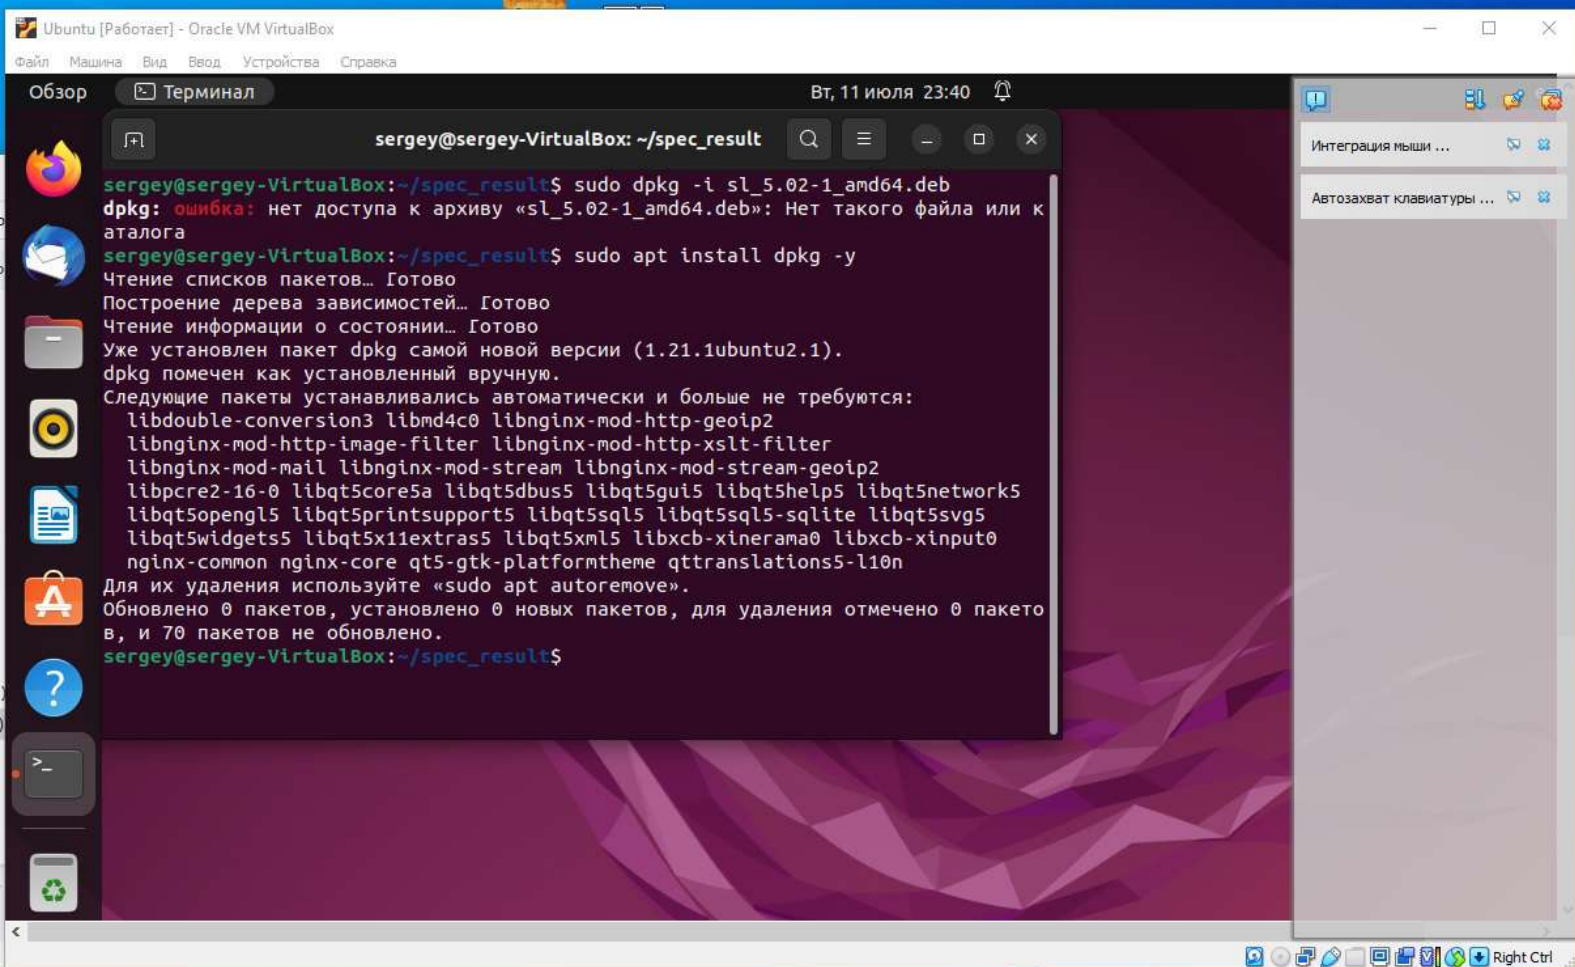 Ubuntu [Работает] - Oracle VM VirtualBox
Файл Машина Вид Ввод Устройства Справка
Обзор Терминал Вт, 11 июля 23:40
sergey@sergey-VirtualBox: ~/spec_result
sergey@sergey-VirtualBox:~/spec_result$ sudo dpkg -i sl_5.02-1_amd64.deb
dpkg: ошибка: нет доступа к архиву «sl_5.02-1_amd64.deb»: Нет такого файла или к
аталога
sergey@sergey-VirtualBox:~/spec_result$ sudo apt install dpkg -y
Чтение списков пакетов… Готово
Построение дерева зависимостей… Готово
Чтение информации о состоянии… Готово
Уже установлен пакет dpkg самой новой версии (1.21.1ubuntu2.1).
dpkg помечен как установленный вручную.
Следующие пакеты устанавливались автоматически и больше не требуются:
libdouble-conversion3 libmd4c0 libnginx-mod-http-geoip2
libnginx-mod-http-image-filter libnginx-mod-http-xslt-filter
libnginx-mod-mail libnginx-mod-stream libnginx-mod-stream-geoip2
libpcre2-16-0 libqt5core5a libqt5dbus5 libqt5gui5 libqt5help5 libqt5network5
libqt5opengl5 libqt5printsupport5 libqt5sql5 libqt5sql5-sqlite libqt5svg5
libqt5widgets5 libqt5x11extras5 libqt5xml5 libxcb-xinerama0 libxcb-xinput0
nginx-common nginx-core qt5-gtk-platformtheme qttranslations5-l10n
Для их удаления используйте «sudo apt autoremove».
Обновлено 0 пакетов, установлено 0 новых пакетов, для удаления отмечено 0 пакето
в, и 70 пакетов не обновлено.
sergey@sergey-VirtualBox:~/spec_result$
Интеграция мыши ...
Автозахват клавиатуры ...
Right Ctrl